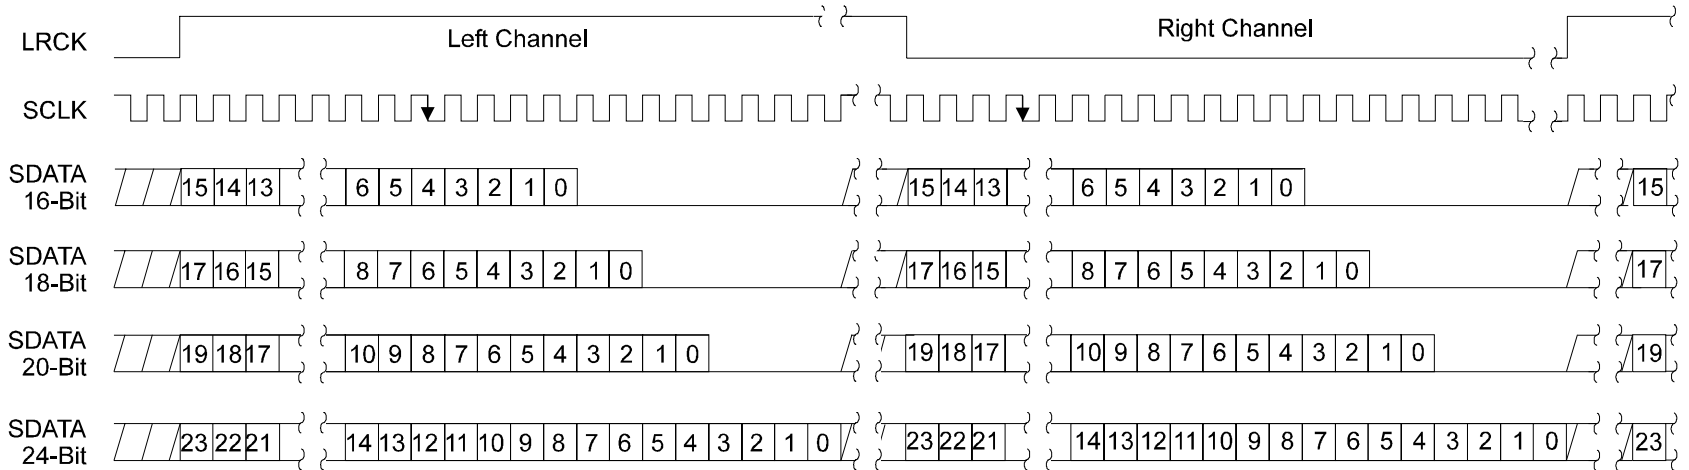 LRCK Left Channel Right Channel
SCLK
SDATA
16-Bit
15 14 13 6 5 4 3 2 1 0 15 14 13 6 5 4 3 2 1 0 15
SDATA
18-Bit
17 16 15 8 7 6 5 4 3 2 1 0 17 16 15 8 7 6 5 4 3 2 1 0 17
SDATA
20-Bit
19 18 17 10 9 8 7 6 5 4 3 2 1 0 19 18 17 10 9 8 7 6 5 4 3 2 1 0 19
SDATA
24-Bit
23 22 21 14 13 12 11 10 9 8 7 6 5 4 3 2 1 0 23 22 21 14 13 12 11 10 9 8 7 6 5 4 3 2 1 0 23